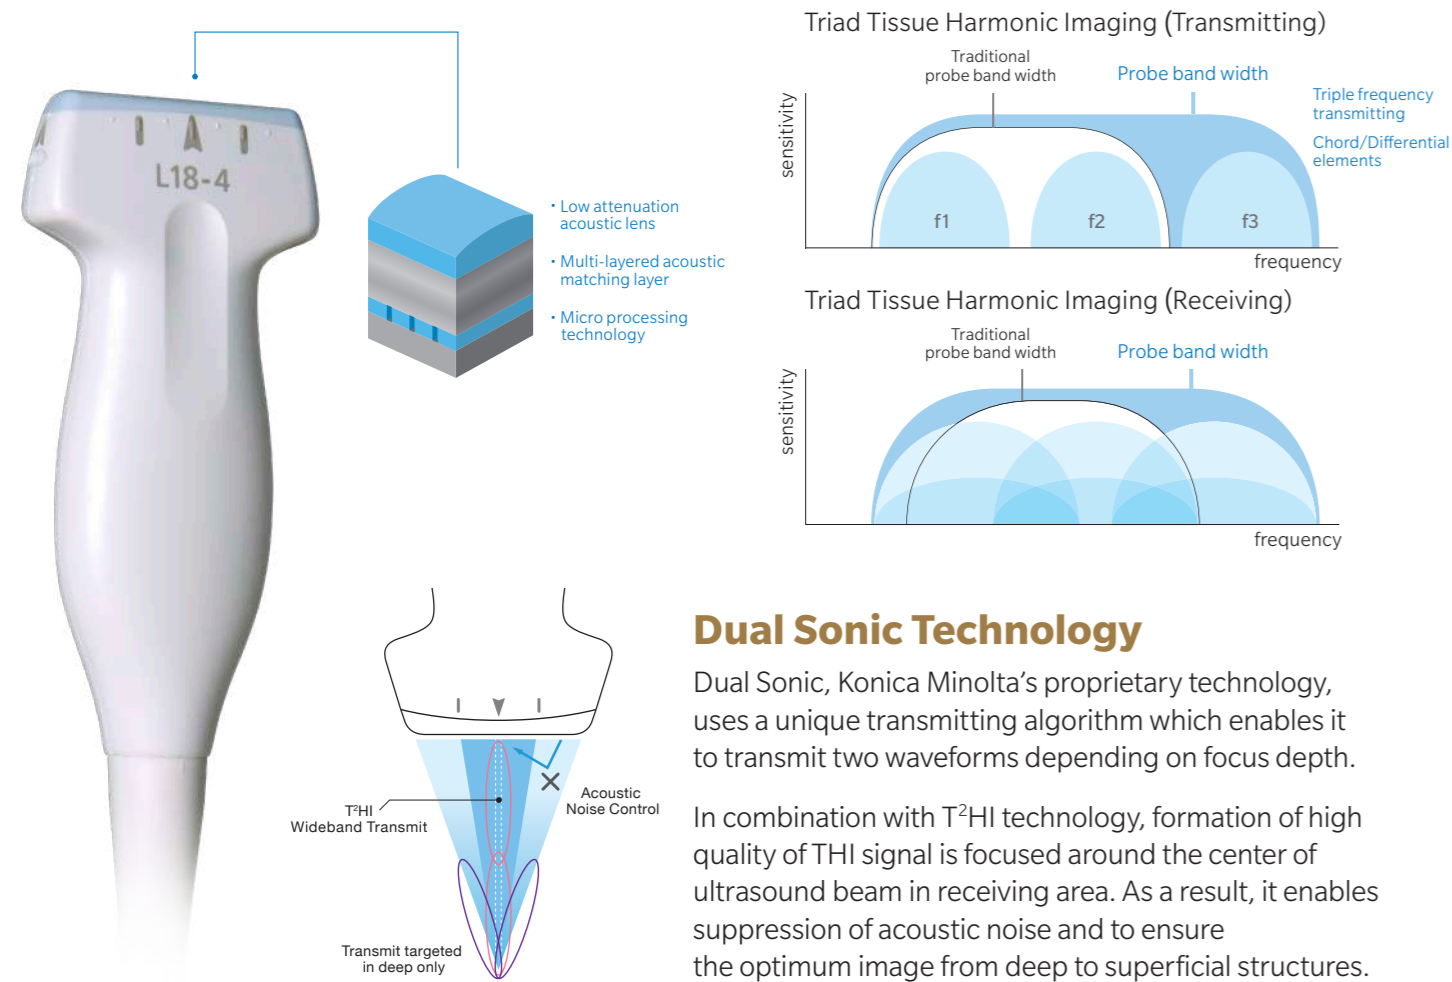 L18-4
• Low attenuation
acoustic lens
• Multi-layered acoustic
matching layer
• Micro processing
technology
Triad Tissue Harmonic Imaging (Transmitting)
Traditional
probe band width
Probe band width
Triple frequency
transmitting
Chord/Differential
elements
sensitivity
f1
f2
f3
frequency
Triad Tissue Harmonic Imaging (Receiving)
Traditional
probe band width
Probe band width
sensitivity
frequency
T²HI
Wideband Transmit
Acoustic
Noise Control
Transmit targeted
in deep only
Dual Sonic Technology
Dual Sonic, Konica Minolta’s proprietary technology,
uses a unique transmitting algorithm which enables it
to transmit two waveforms depending on focus depth.
In combination with T²HI technology, formation of high
quality of THI signal is focused around the center of
ultrasound beam in receiving area. As a result, it enables
suppression of acoustic noise and to ensure
the optimum image from deep to superficial structures.